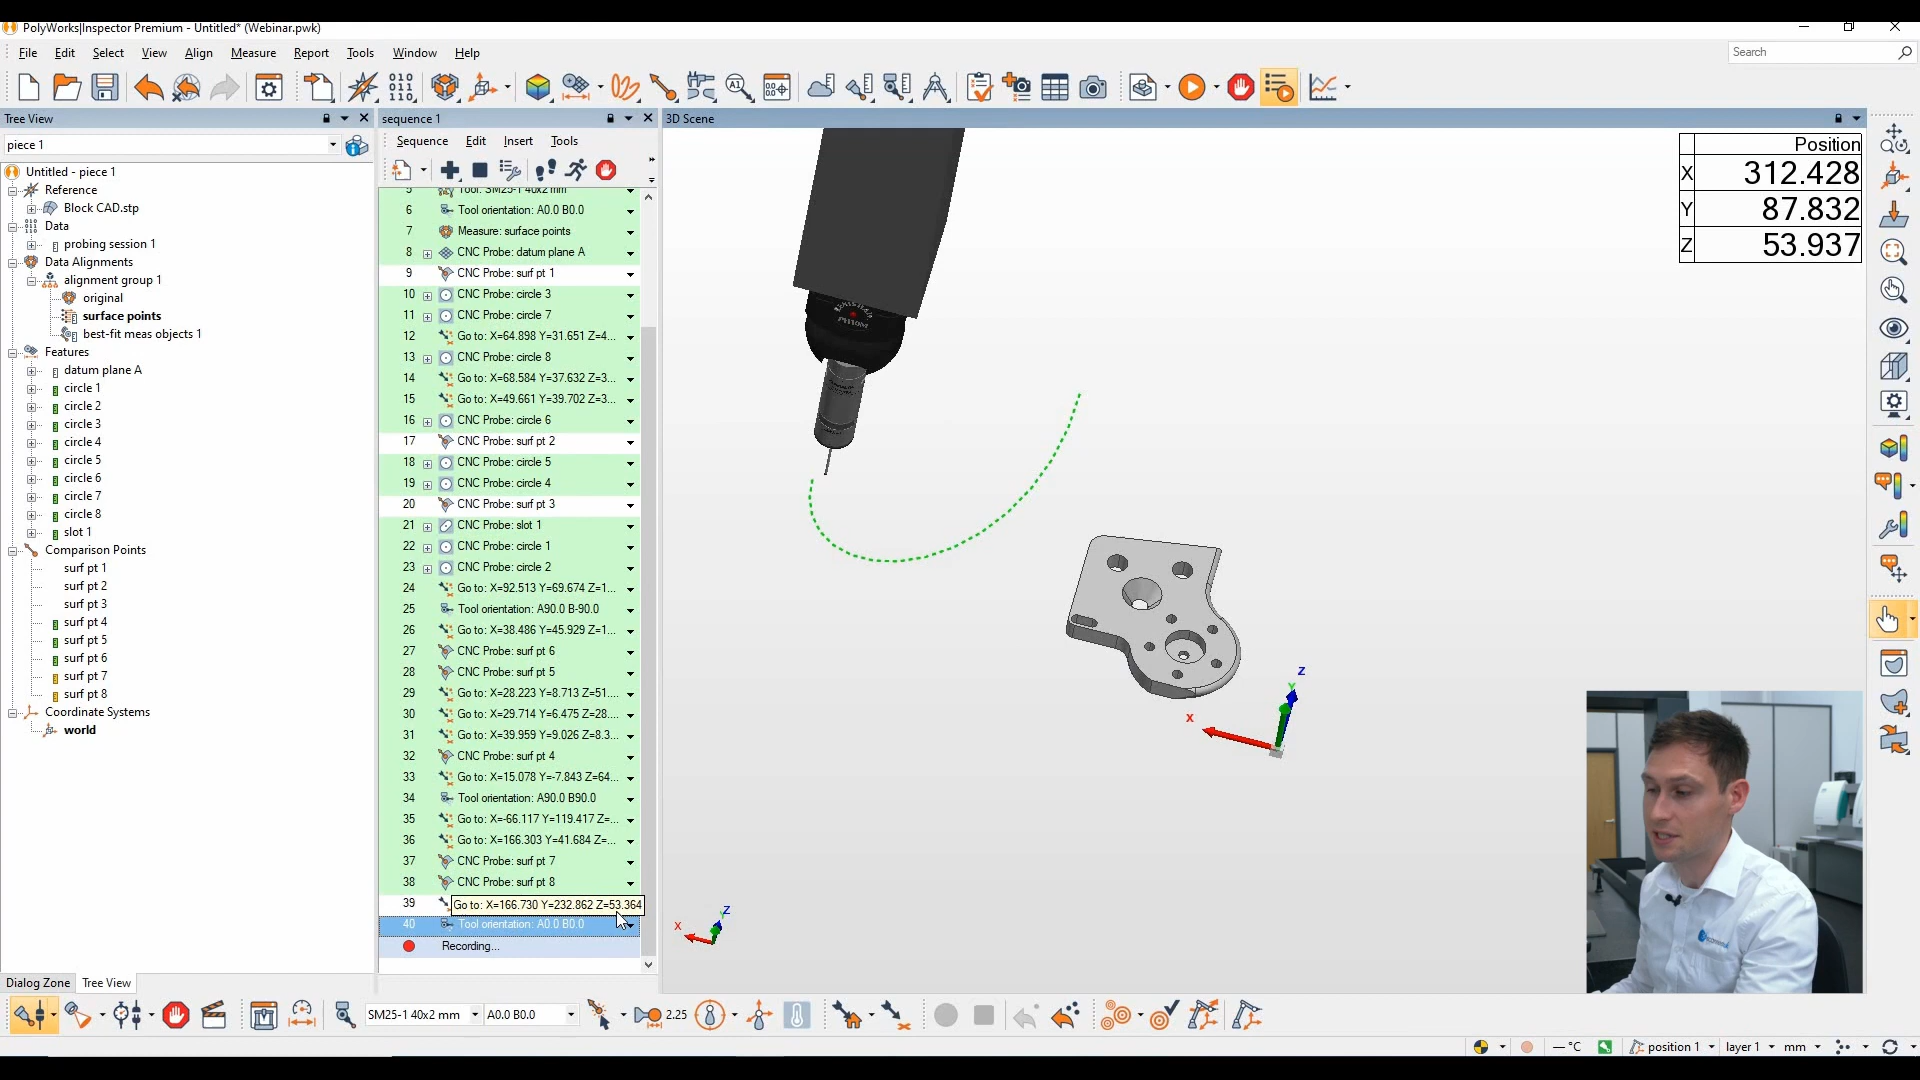 PolyWorks|Inspector Premium - Untitled* (Webinar.pwk)
File Edit Select View Align Measure Report Tools Window Help
Search
Tree View
piece 1
Untitled - piece 1
Reference
Block CAD.stp
Data
probing session 1
Data Alignments
alignment group 1
original
surface points
best-fit meas objects 1
Features
datum plane A
circle 1
circle 2
circle 3
circle 4
circle 5
circle 6
circle 7
circle 8
slot 1
Comparison Points
surf pt 1
surf pt 2
surf pt 3
surf pt 4
surf pt 5
surf pt 6
surf pt 7
surf pt 8
Coordinate Systems
world
Dialog Zone Tree View
sequence 1
Sequence Edit Insert Tools
5 Tool: SM25-1 40x2 mm
6 Tool orientation: A0.0 B0.0
7 Measure: surface points
8 CNC Probe: datum plane A
9 CNC Probe: surf pt 1
10 CNC Probe: circle 3
11 CNC Probe: circle 7
12 Go to: X=64.898 Y=31.651 Z=4...
13 CNC Probe: circle 8
14 Go to: X=68.584 Y=37.632 Z=3...
15 Go to: X=49.661 Y=39.702 Z=3...
16 CNC Probe: circle 6
17 CNC Probe: surf pt 2
18 CNC Probe: circle 5
19 CNC Probe: circle 4
20 CNC Probe: surf pt 3
21 CNC Probe: slot 1
22 CNC Probe: circle 1
23 CNC Probe: circle 2
24 Go to: X=92.513 Y=69.674 Z=1...
25 Tool orientation: A90.0 B-90.0
26 Go to: X=38.486 Y=45.929 Z=1...
27 CNC Probe: surf pt 6
28 CNC Probe: surf pt 5
29 Go to: X=28.223 Y=8.713 Z=51....
30 Go to: X=29.714 Y=6.475 Z=28....
31 Go to: X=39.959 Y=9.026 Z=8.3...
32 CNC Probe: surf pt 4
33 Go to: X=15.078 Y=-7.843 Z=64...
34 Tool orientation: A90.0 B90.0
35 Go to: X=-66.117 Y=119.417 Z=...
36 Go to: X=166.303 Y=41.684 Z=...
37 CNC Probe: surf pt 7
38 CNC Probe: surf pt 8
39 Go to: X=166.730 Y=232.862 Z=53.364
40 Tool orientation: A0.0 B0.0
Recording...
3D Scene
Position
X 312.428
Y 87.832
Z 53.937
PH10M
Z
Y
X
Z
X
A1
010
110
SM25-1 40x2 mm A0.0 B0.0 2.25
— °C position 1 layer 1 mm